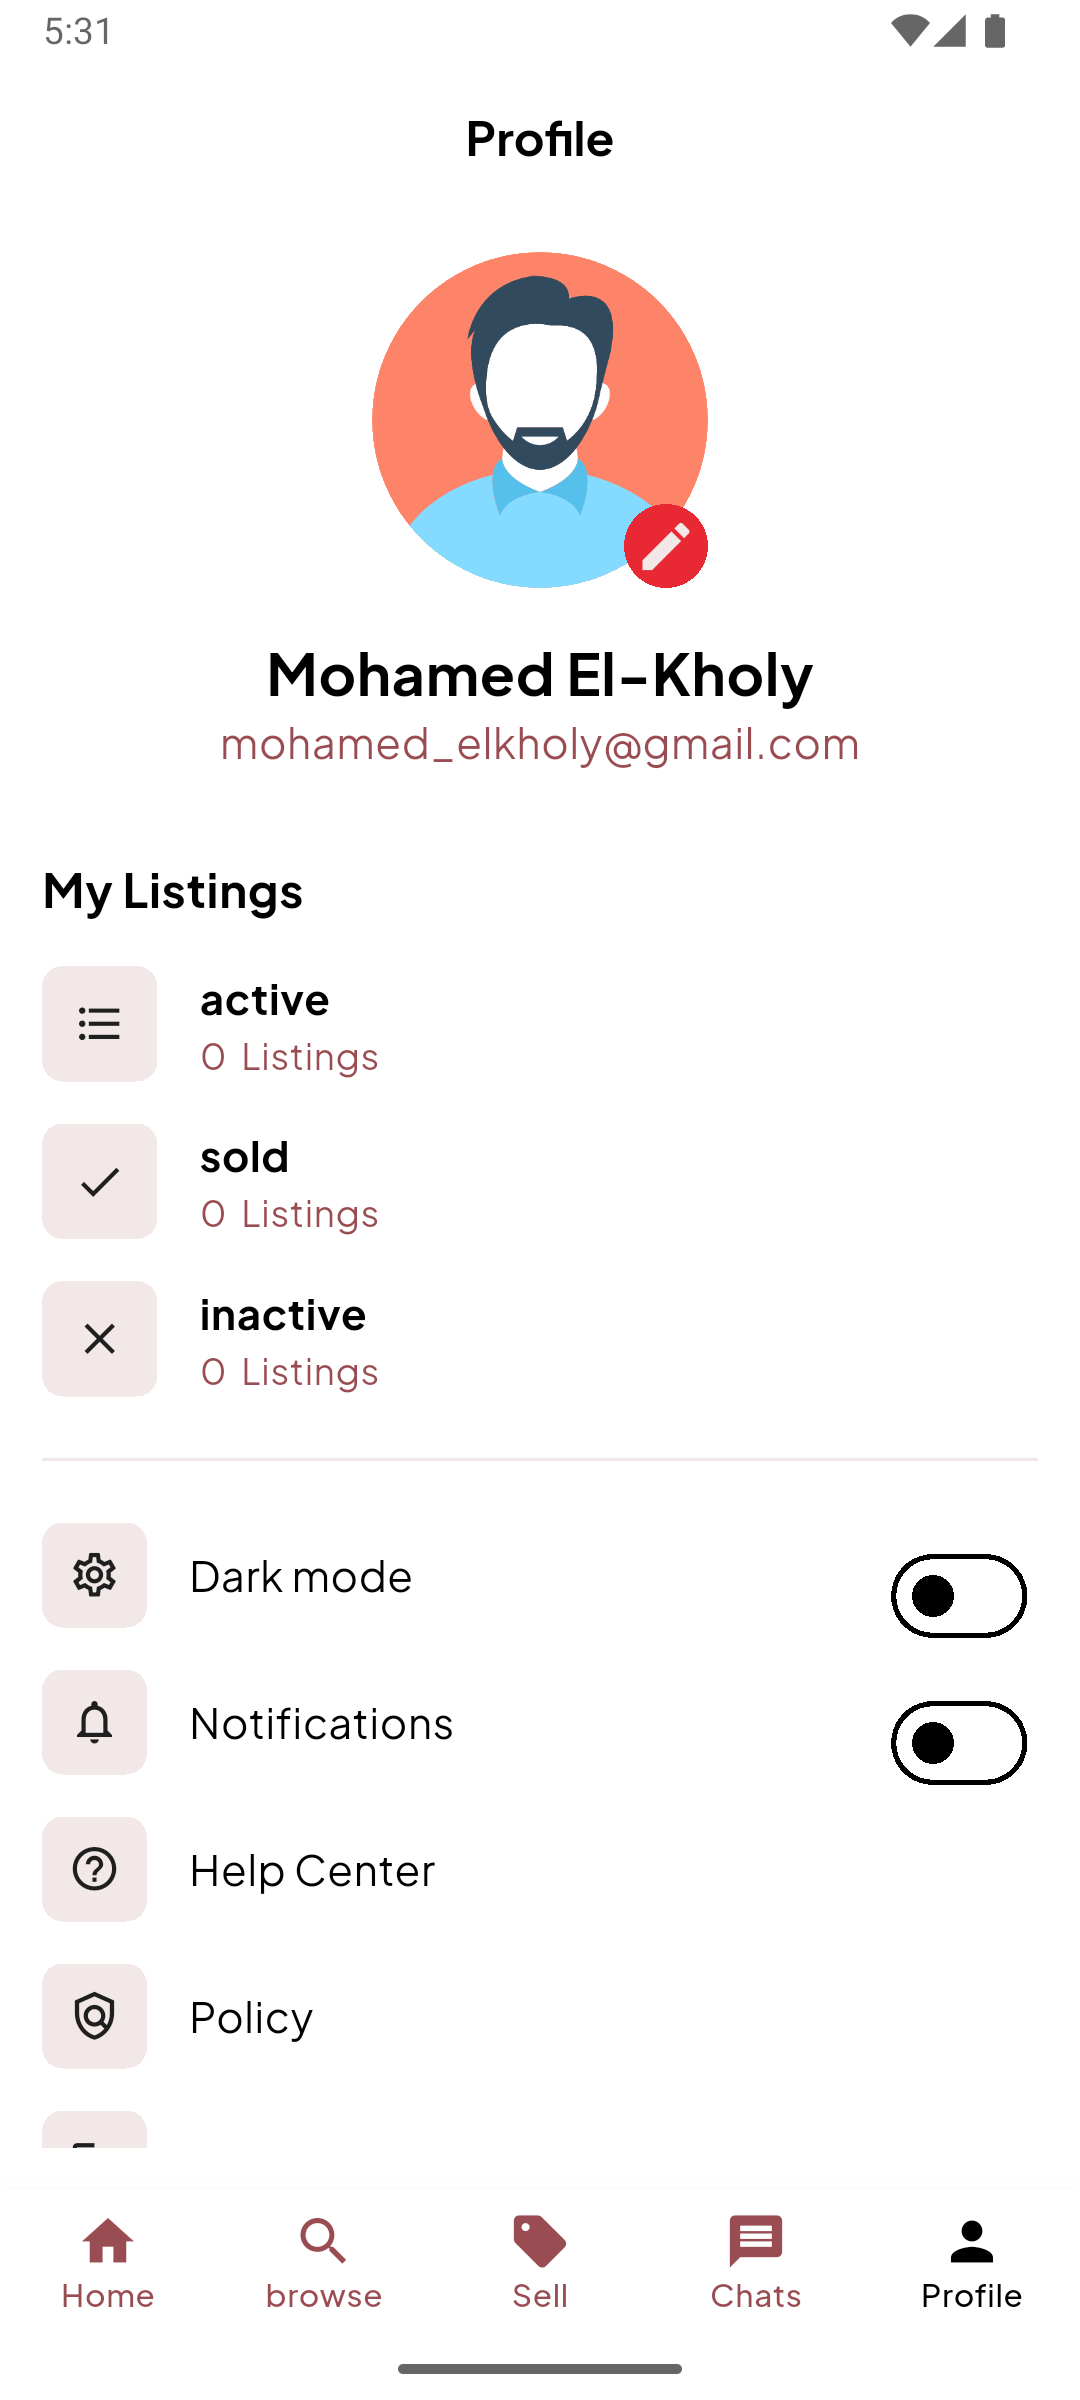 5:31
Profile
Mohamed El-Kholy
mohamed_elkholy@gmail.com
My Listings
active
0 Listings
sold
0 Listings
inactive
0 Listings
Dark mode
Notifications
Help Center
Policy
Home
browse
Sell
Chats
Profile